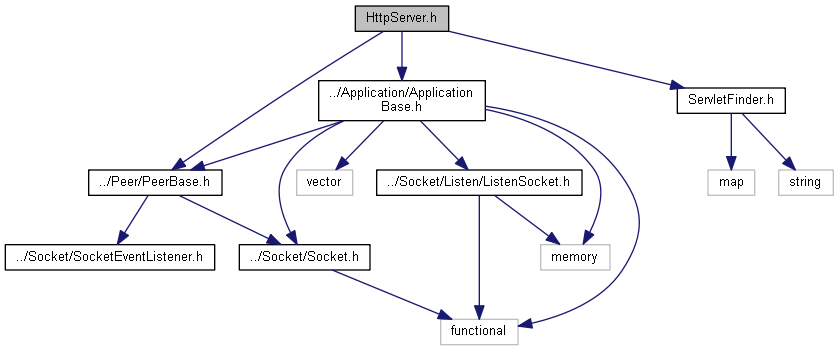 HttpServer.h
../Application/Application
Base.h
ServletFinder.h
../Peer/PeerBase.h
vector
../Socket/Listen/ListenSocket.h
map
string
../Socket/SocketEventListener.h
../Socket/Socket.h
memory
functional